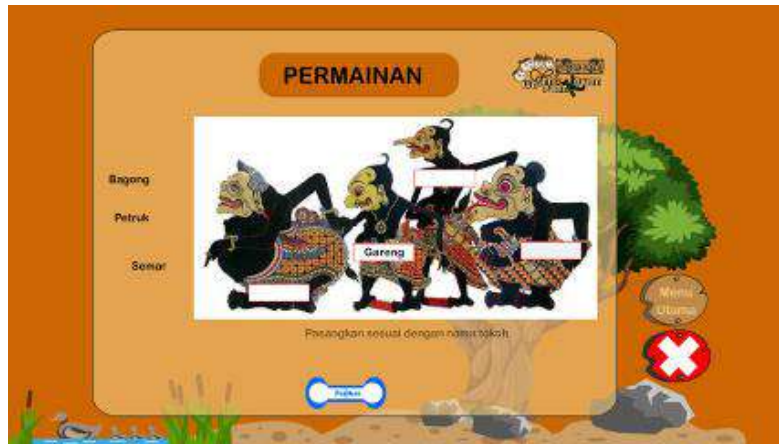 PERMAINAN
Bagong
Petruk
Semar
Gareng
Pasangkan sesuai dengan nama tokoh
Menu
Utama